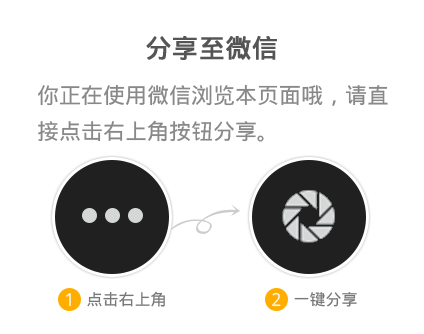 分享至微信
你正在使用微信浏览本页面哦，请直
接点击右上角按钮分享。
1 点击右上角
2 一键分享